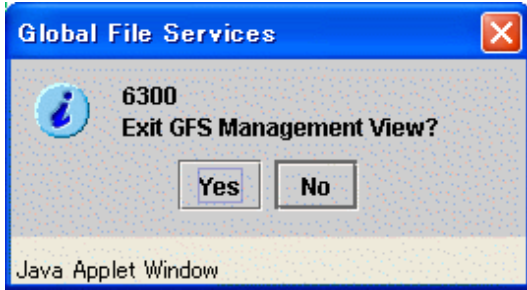 Global File Services
6300
Exit GFS Management View?
Yes No
Java Applet Window